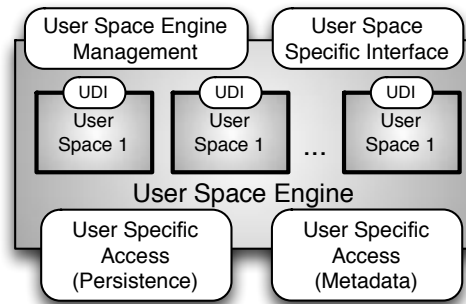 User Space Engine
Management
User Space
Specific Interface
UDI
UDI
UDI
User
Space 1
User
Space 1
...
User
Space 1
User Space Engine
User Specific
Access
(Persistence)
User Specific
Access
(Metadata)